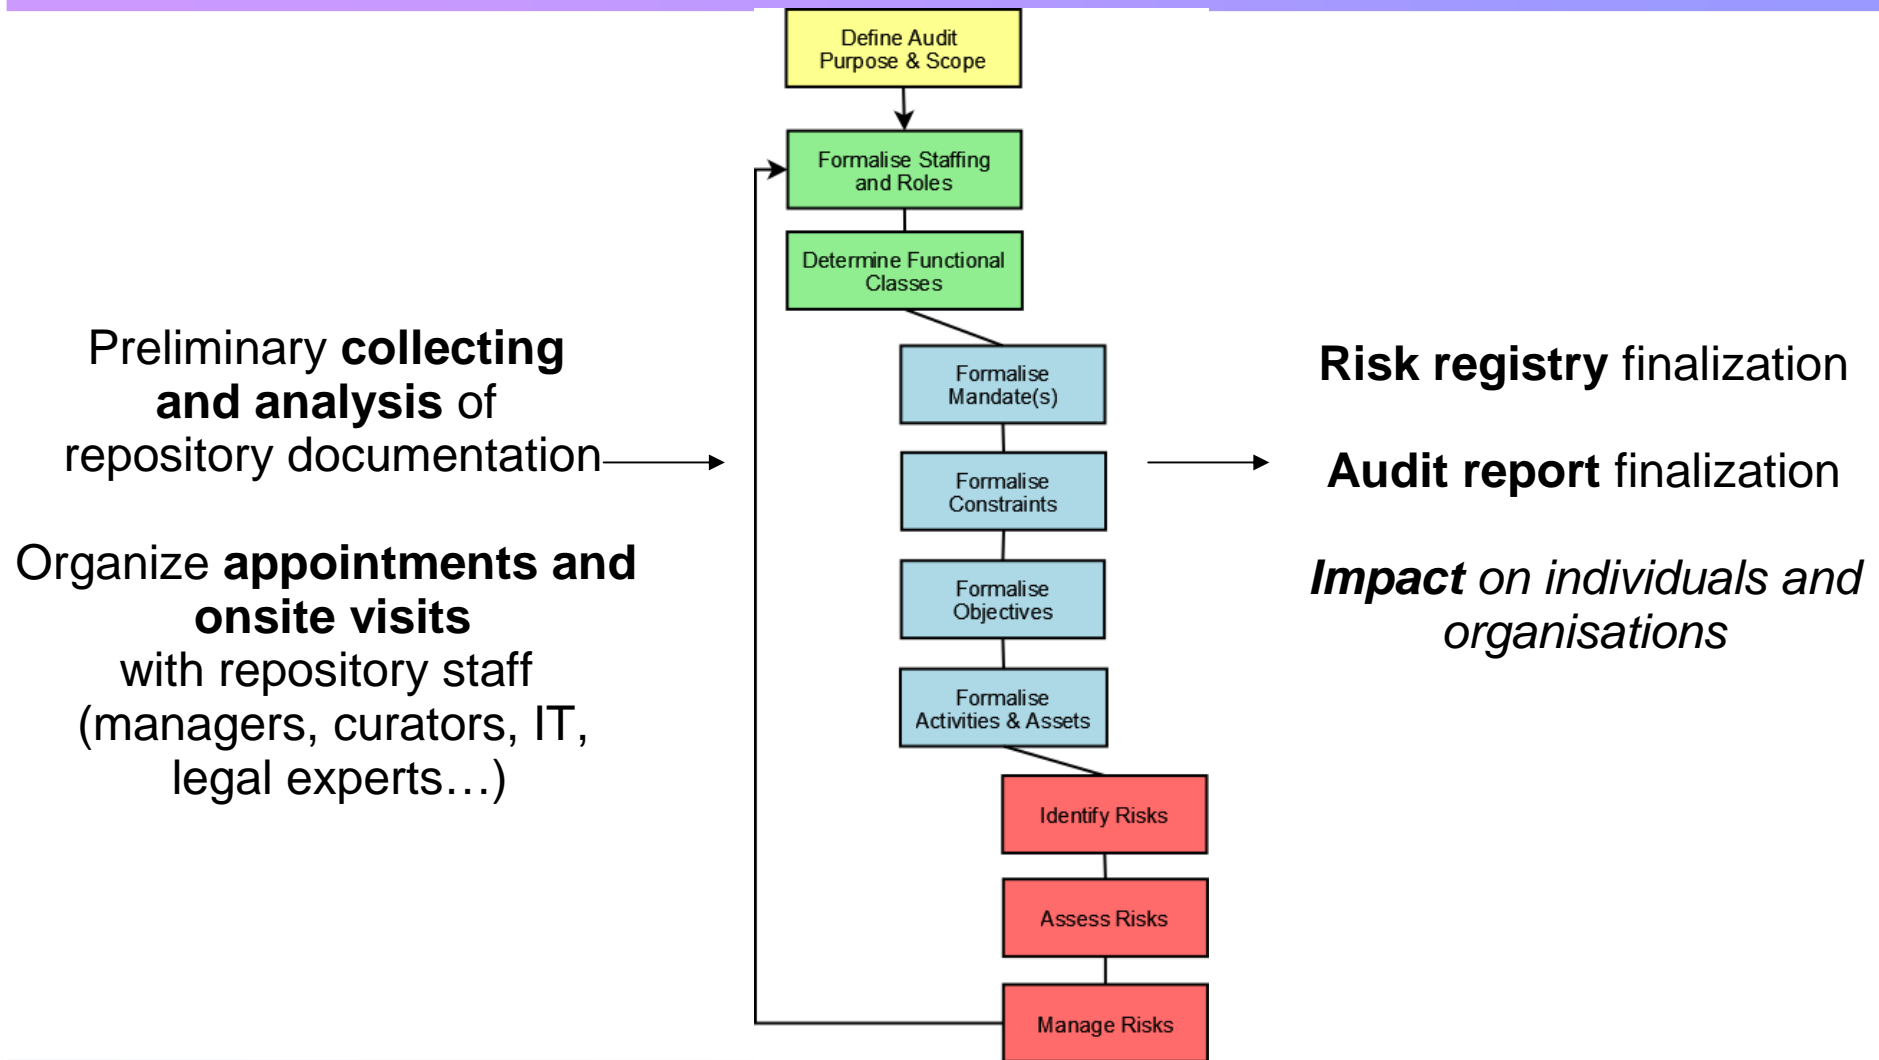 Define Audit
Purpose & Scope
Formalise Staffing
and Roles
Determine Functional
Classes
Preliminary collecting
and analysis of
repository documentation
Organize appointments and
onsite visits
with repository staff
(managers, curators, IT,
legal experts…)
Formalise
Mandate(s)
Formalise
Constraints
Formalise
Objectives
Formalise
Activities & Assets
Identify Risks
Assess Risks
Manage Risks
Risk registry finalization
Audit report finalization
Impact on individuals and
organisations